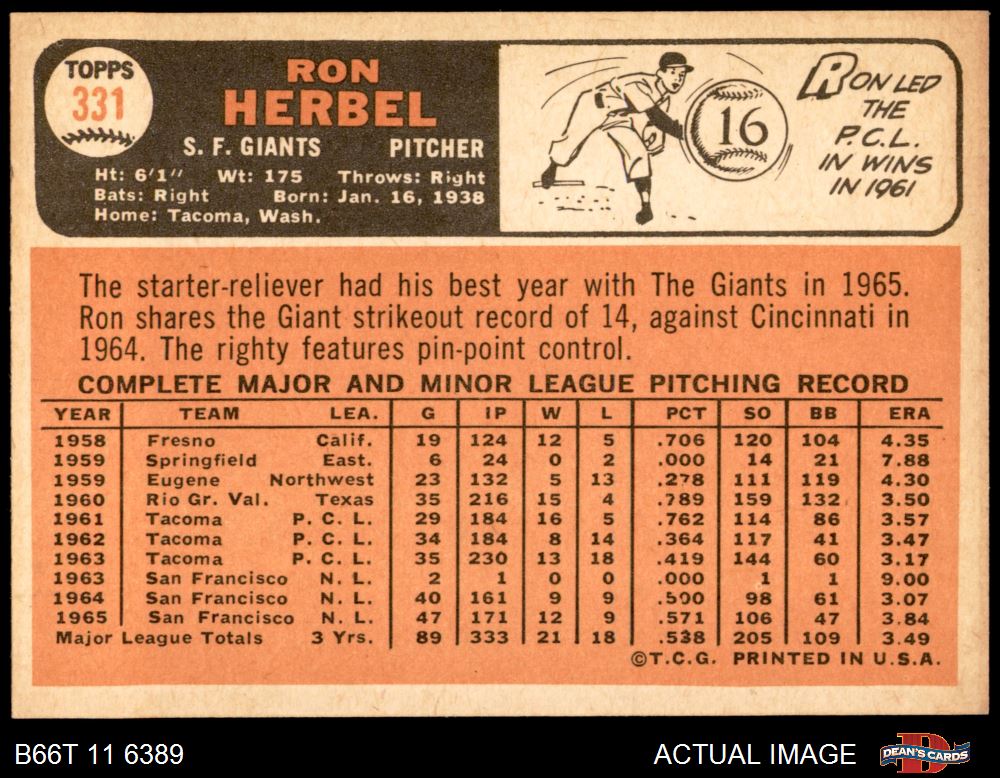 TOPPS
331
RON
HERBEL
S. F. GIANTS PITCHER
Ht: 6'1" Wt: 175 Throws: Right
Bats: Right Born: Jan. 16, 1938
Home: Tacoma, Wash.
16
RON LED
THE
P.C.L.
IN WINS
IN 1961
The starter-reliever had his best year with The Giants in 1965.
Ron shares the Giant strikeout record of 14, against Cincinnati in
1964. The righty features pin-point control.
COMPLETE MAJOR AND MINOR LEAGUE PITCHING RECORD
YEAR TEAM LEA. G IP W L PCT SO BB ERA
1958 Fresno Calif. 19 124 12 5 .706 120 104 4.35
1959 Springfield East. 6 24 0 2 .000 14 21 7.88
1959 Eugene Northwest 23 132 5 13 .278 111 119 4.30
1960 Rio Gr. Val. Texas 35 216 15 4 .789 159 132 3.50
1961 Tacoma P. C. L. 29 184 16 5 .762 114 86 3.57
1962 Tacoma P. C. L. 34 184 8 14 .364 117 41 3.47
1963 Tacoma P. C. L. 35 230 13 18 .419 144 60 3.17
1963 San Francisco N. L. 2 1 0 0 .000 1 1 9.00
1964 San Francisco N. L. 40 161 9 9 .500 98 61 3.07
1965 San Francisco N. L. 47 171 12 9 .571 106 47 3.84
Major League Totals 3 Yrs. 89 333 21 18 .538 205 109 3.49
©T.C.G. PRINTED IN U.S.A.
B66T 11 6389 ACTUAL IMAGE DEAN'S CARDS